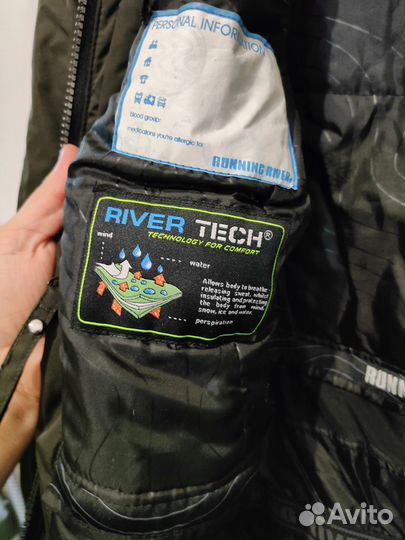 PERSONAL INFORMATION
blood group:
medications you're allergic to:
RUNNING RIVER
RIVER TECH®
TECHNOLOGY FOR COMFORT
wind
water
Allows body to breathe
releasing sweat, whilst
insulating and protecting
the body from wind,
snow, ice and water.
perspiration
RUNN
Avito